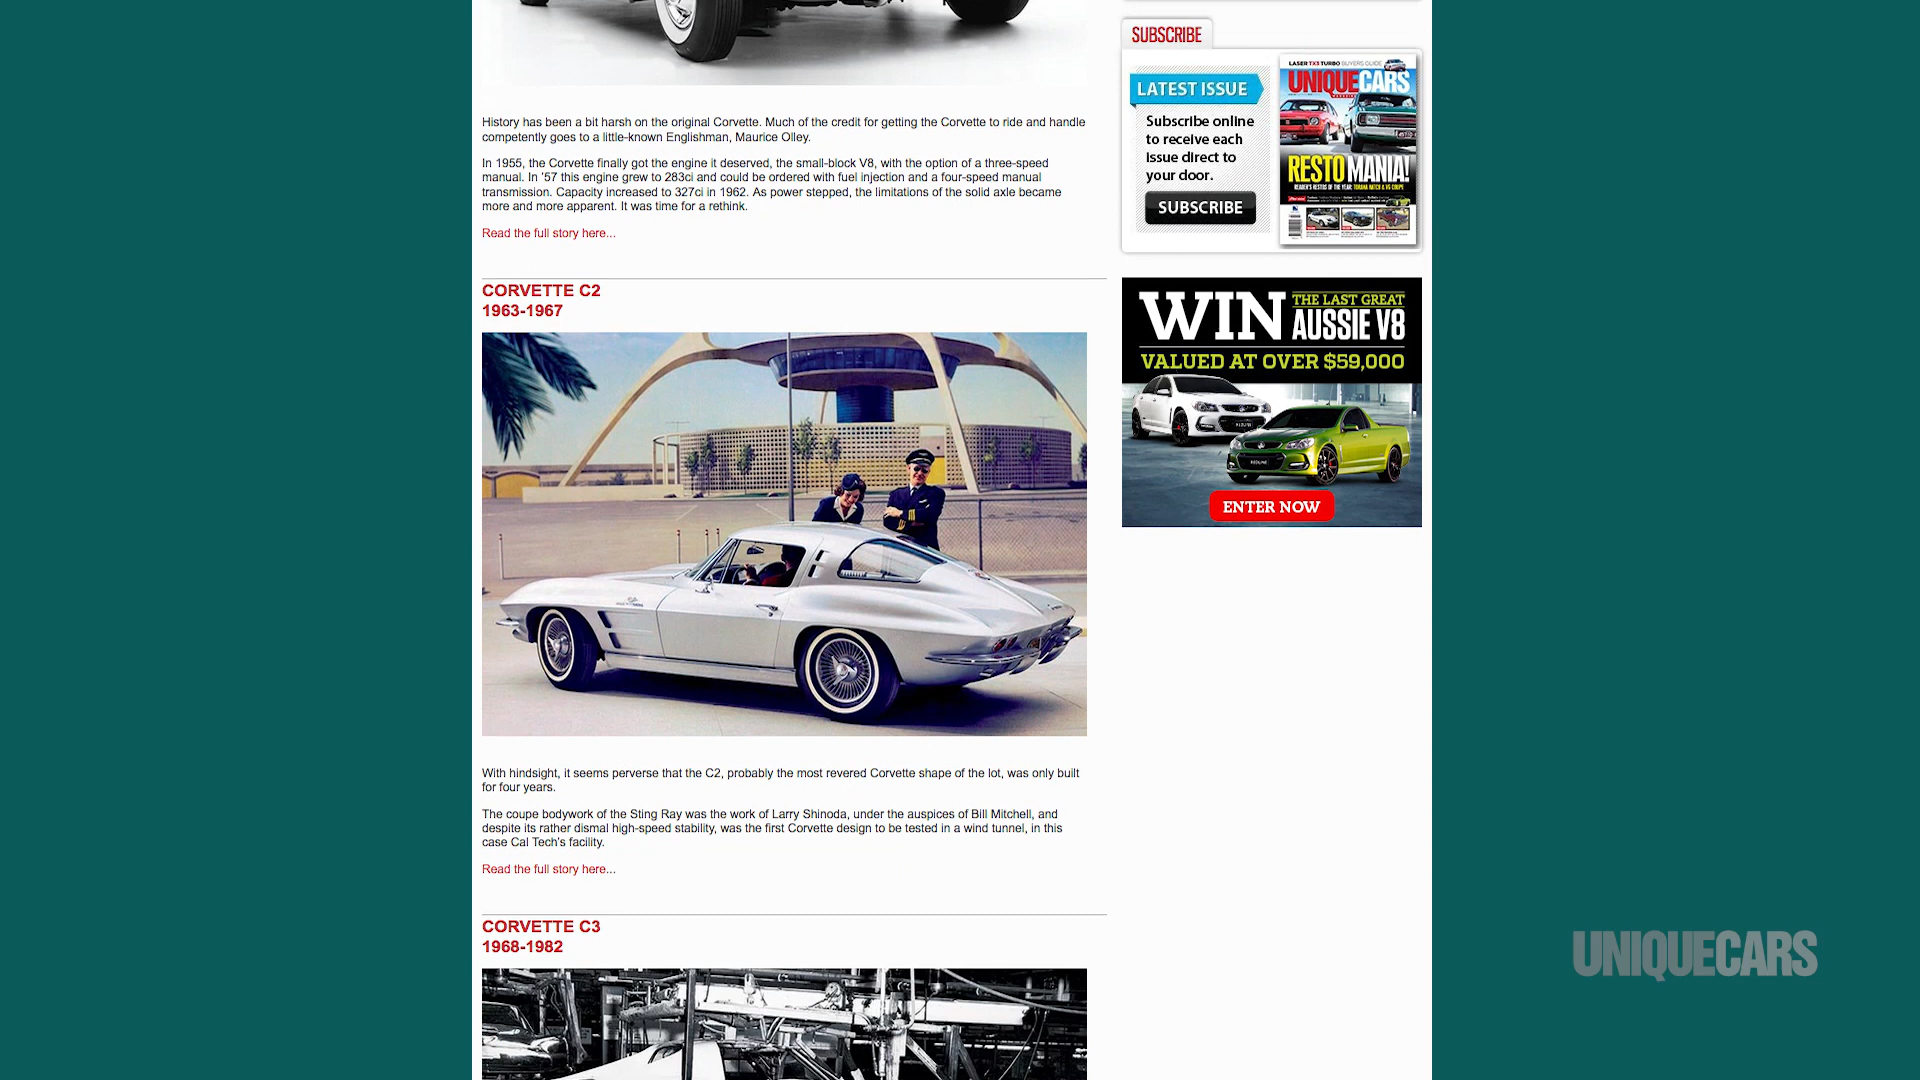 History has been a bit harsh on the original Corvette. Much of the credit for getting the Corvette to ride and handle
competently goes to a little-known Englishman, Maurice Olley.
In 1955, the Corvette finally got the engine it deserved, the small-block V8, with the option of a three-speed
manual. In '57 this engine grew to 283ci and could be ordered with fuel injection and a four-speed manual
transmission. Capacity increased to 327ci in 1962. As power stepped, the limitations of the solid axle became
more and more apparent. It was time for a rethink.
Read the full story here...
CORVETTE C2
1963-1967
With hindsight, it seems perverse that the C2, probably the most revered Corvette shape of the lot, was only built
for four years.
The coupe bodywork of the Sting Ray was the work of Larry Shinoda, under the auspices of Bill Mitchell, and
despite its rather dismal high-speed stability, was the first Corvette design to be tested in a wind tunnel, in this
case Cal Tech's facility.
Read the full story here...
CORVETTE C3
1968-1982
SUBSCRIBE
LATEST ISSUE
Subscribe online
to receive each
issue direct to
your door.
SUBSCRIBE
LASER TX3 TURBO BUYERS GUIDE
UNIQUECARS
RESTO MANIA!
READER'S RESTOS OF THE YEAR: TORANA HATCH & V6 COUPE
WIN THE LAST GREAT
AUSSIE V8
VALUED AT OVER $59,000
REDLINE
REDLINE
ENTER NOW
UNIQUECARS